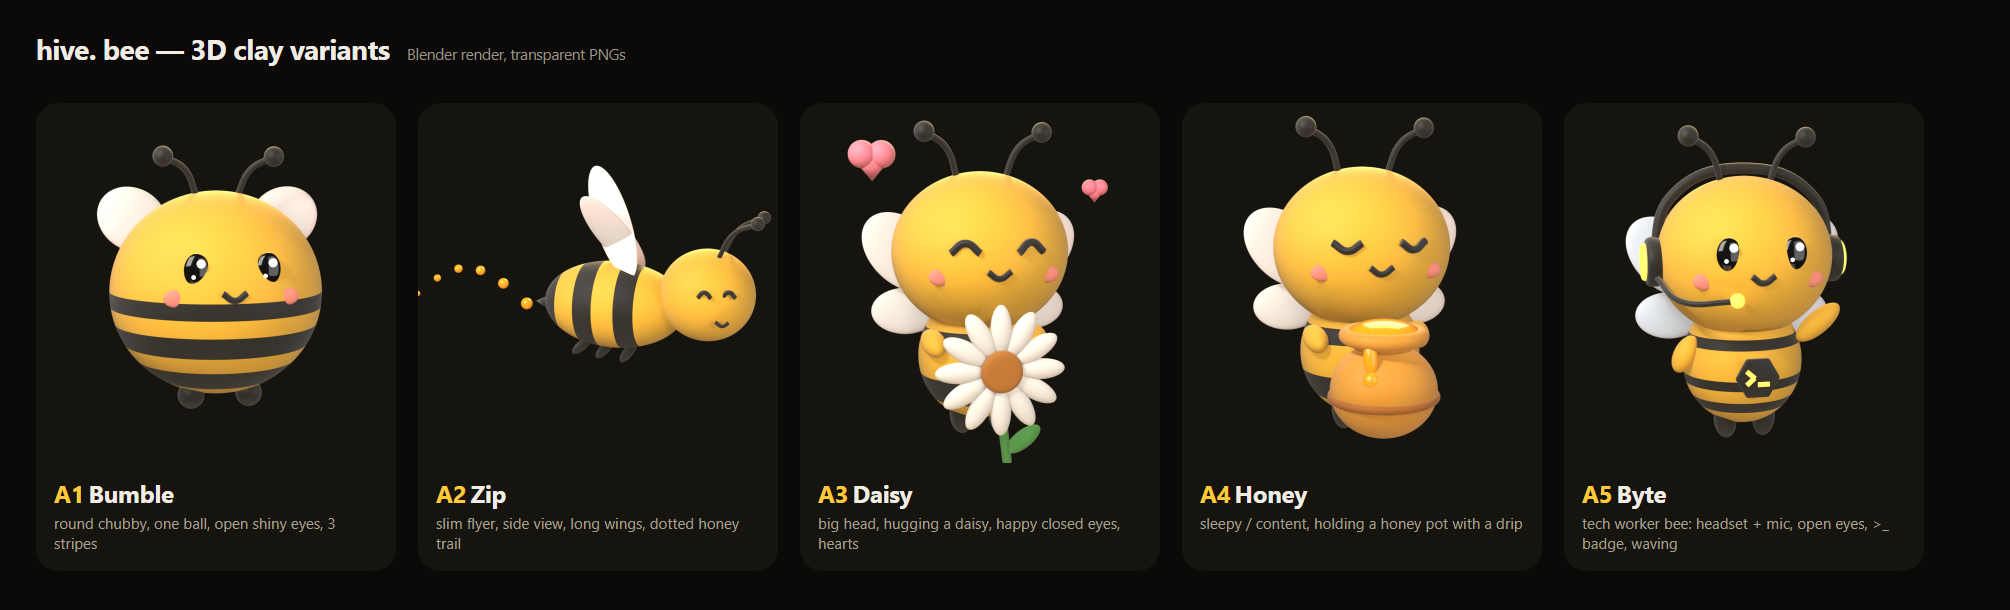 hive. bee — 3D clay variants Blender render, transparent PNGs
>_
A1 Bumble
round chubby, one ball, open shiny eyes, 3
stripes
A2 Zip
slim flyer, side view, long wings, dotted honey
trail
A3 Daisy
big head, hugging a daisy, happy closed eyes,
hearts
A4 Honey
sleepy / content, holding a honey pot with a drip
A5 Byte
tech worker bee: headset + mic, open eyes, >_
badge, waving